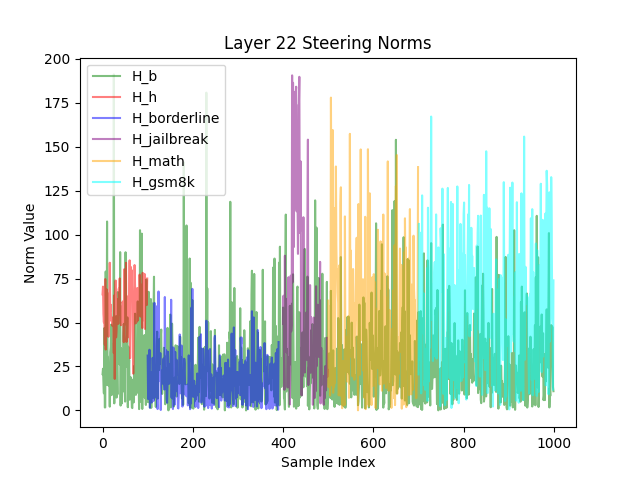 Layer 22 Steering Norms
200
175
150
125
100
75
50
25
0
Norm Value
H_b
H_h
H_borderline
H_jailbreak
H_math
H_gsm8k
0
200
400
600
800
1000
Sample Index